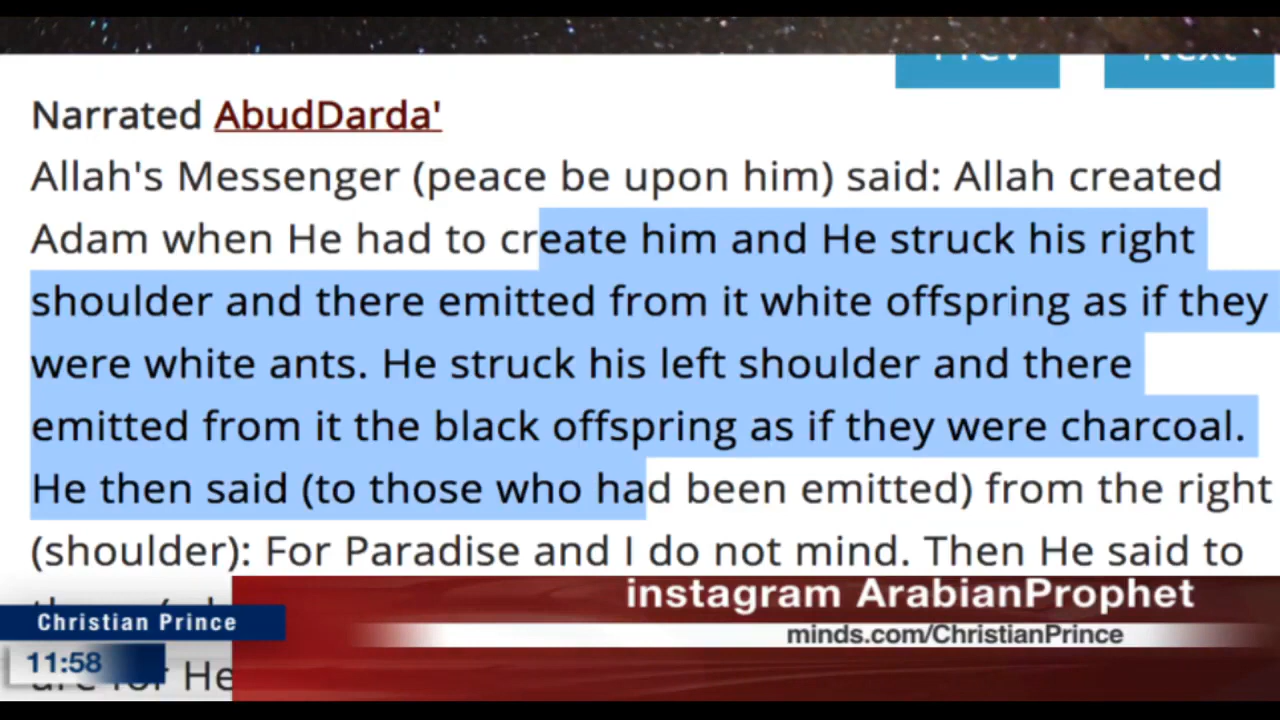 Narrated AbudDarda'
Allah's Messenger (peace be upon him) said: Allah created
Adam when He had to create him and He struck his right
shoulder and there emitted from it white offspring as if they
were white ants. He struck his left shoulder and there
emitted from it the black offspring as if they were charcoal.
He then said (to those who had been emitted) from the right
(shoulder): For Paradise and I do not mind. Then He said to
instagram ArabianProphet
Christian Prince
minds.com/ChristianPrince
11:58
are for He